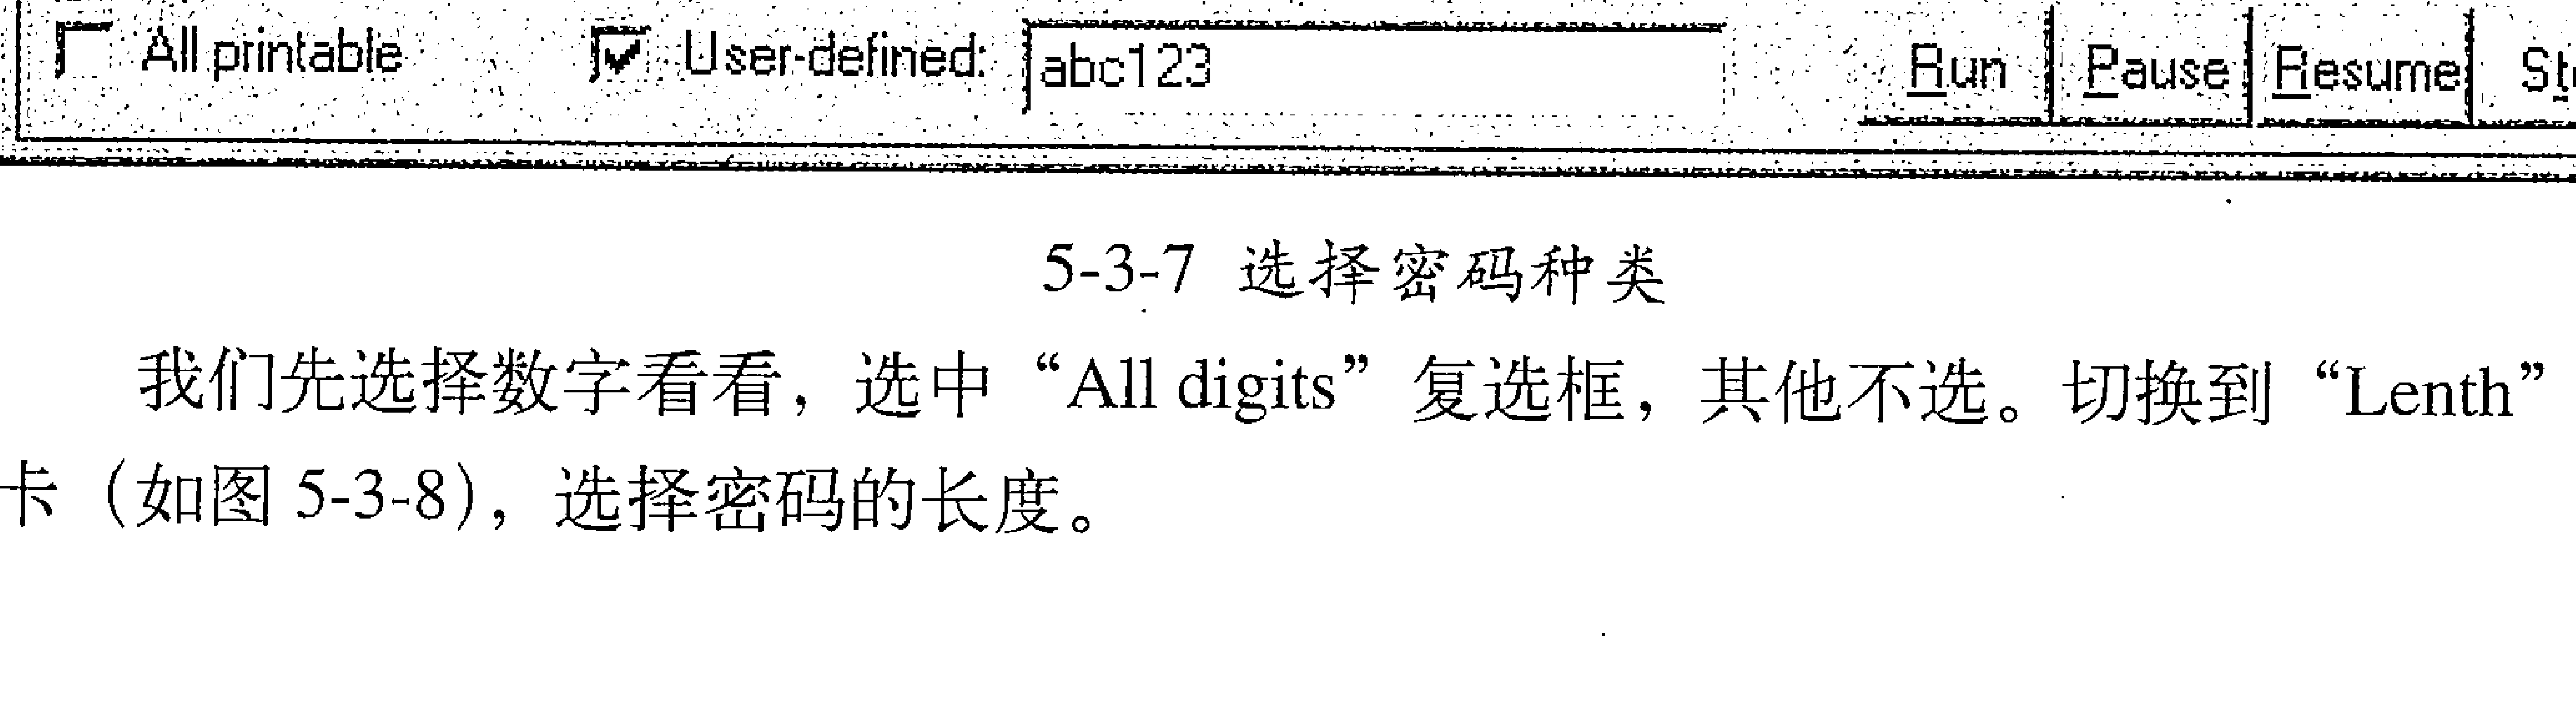 All printable User-defined: abc123 Run Pause Resume
5-3-7 选择密码种类
我们先选择数字看看，选中“All digits”复选框，其他不选。切换到“Lenth”
卡（如图 5-3-8），选择密码的长度。